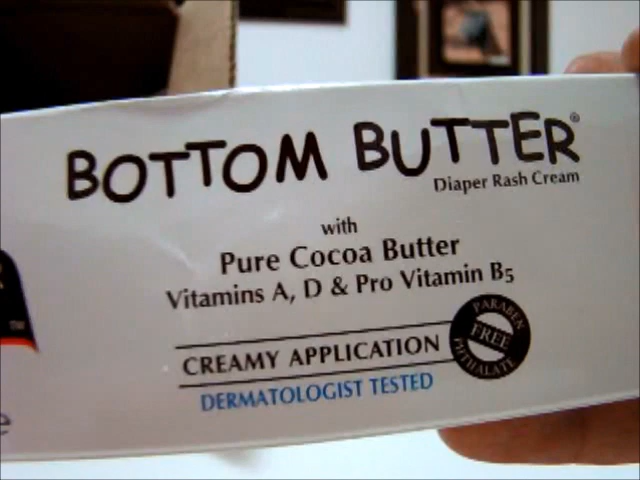 BOTTOM BUTTER®
Diaper Rash Cream
with
Pure Cocoa Butter
Vitamins A, D & Pro Vitamin B5
CREAMY APPLICATION
PARABEN
FREE
PHTHALATE
DERMATOLOGIST TESTED
TM